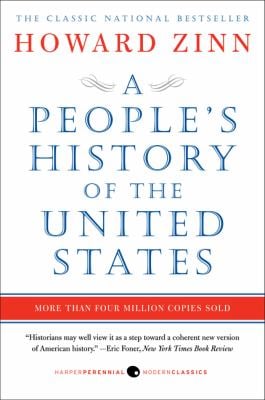 THE CLASSIC NATIONAL BESTSELLER
HOWARD ZINN
A
PEOPLE'S
HISTORY
OF THE
UNITED
STATES
MORE THAN FOUR MILLION COPIES SOLD
"Historians may well view it as a step toward a coherent new version
of American history." —Eric Foner, New York Times Book Review
HARPERPERENNIAL MODERNCLASSICS